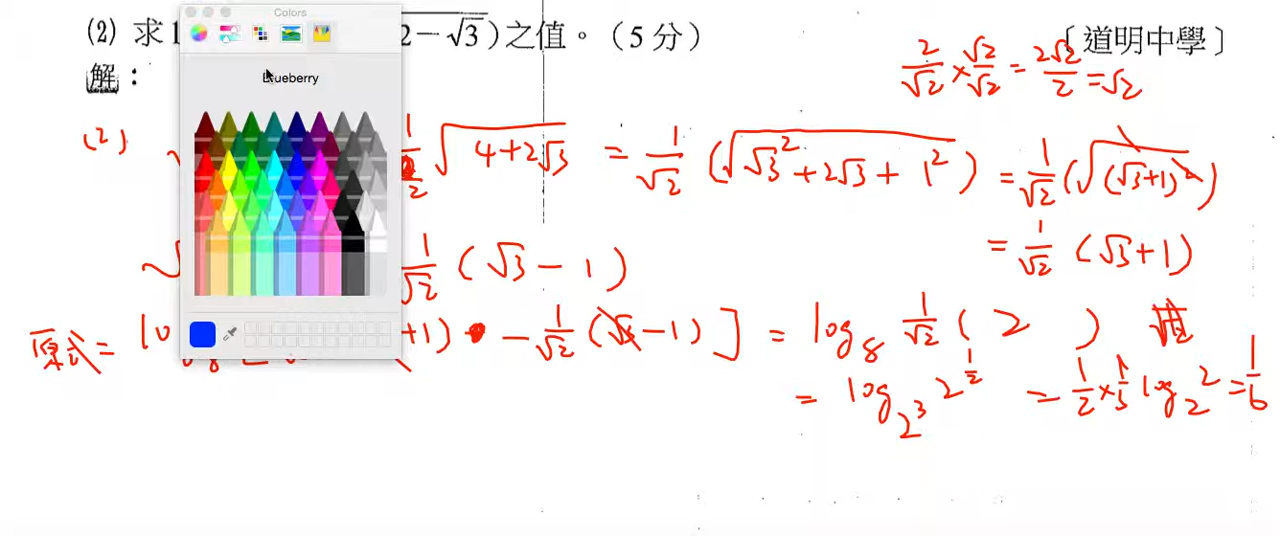 Colors
(2) 求1 2−√3)之值。(5分) 〔道明中學〕
Blueberry
解：
2/√2 × √2/√2 = 2√2/2 = √2
(2) √ 1/2 √(4+2√3) = 1/√2 (√(√3²+2√3+1²)) = 1/√2 (√((√3+1)²))
= 1/√2 (√3+1)
√ 1/√2 (√3−1)
原式= log₈ [ +1) − 1/√2 (√3−1) ] = log₈ 1/√2 ( 2 )
= log_{2³} 2^{1/2} = 1/2 × 1/3 log₂ 2 = 1/6